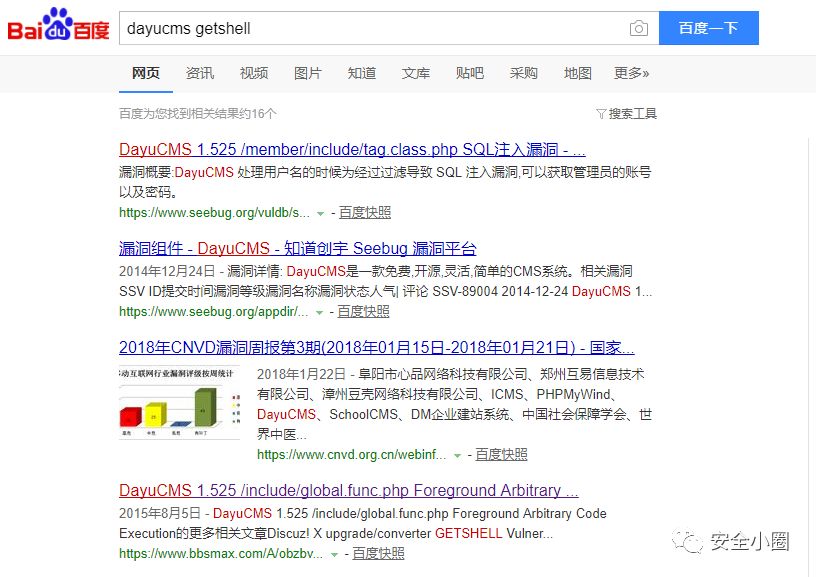 Bai du 百度
dayucms getshell
百度一下
网页 资讯 视频 图片 知道 文库 贴吧 采购 地图 更多»
百度为您找到相关结果约16个
搜索工具
DayuCMS 1.525 /member/include/tag.class.php SQL注入漏洞 - ...
漏洞概要:DayuCMS 处理用户名的时候为经过过滤导致 SQL 注入漏洞,可以获取管理员的账号
以及密码。
https://www.seebug.org/vuldb/s... - 百度快照
漏洞组件 - DayuCMS - 知道创宇 Seebug 漏洞平台
2014年12月24日 - 漏洞详情: DayuCMS是一款免费,开源,灵活,简单的CMS系统。相关漏洞
SSV ID提交时间漏洞等级漏洞名称漏洞状态人气| 评论 SSV-89004 2014-12-24 DayuCMS 1...
https://www.seebug.org/appdir/... - 百度快照
2018年CNVD漏洞周报第3期(2018年01月15日-2018年01月21日) - 国家...
动互联网行业漏洞评级按周统计
2018年1月22日 - 阜阳市心品网络科技有限公司、郑州互易信息技术
有限公司、漳州豆壳网络科技有限公司、ICMS、PHPMyWind、
DayuCMS、SchoolCMS、DM企业建站系统、中国社会保障学会、世
界中医...
https://www.cnvd.org.cn/webinf... - 百度快照
DayuCMS 1.525 /include/global.func.php Foreground Arbitrary ...
2015年8月5日 - DayuCMS 1.525 /include/global.func.php Foreground Arbitrary Code
Execution的更多相关文章Discuz! X upgrade/converter GETSHELL Vulner...
https://www.bbsmax.com/A/obzbv... - 百度快照
安全小圈